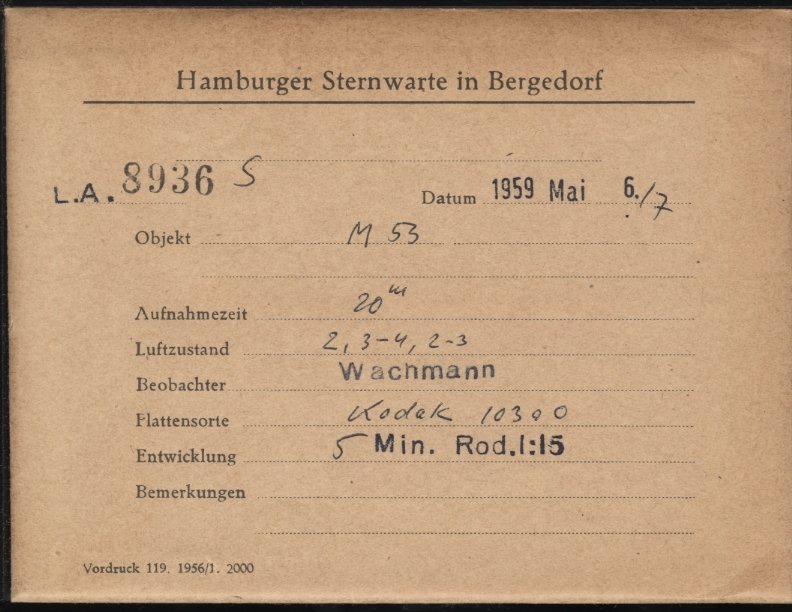 Hamburger Sternwarte in Bergedorf
L.A. 8936 S
Datum 1959 Mai 6./7
Objekt M 53
Aufnahmezeit 20ᵐ
Luftzustand 2, 3-4, 2-3
Beobachter Wachmann
Plattensorte Kodak 103a0
Entwicklung 5 Min. Rod.1:15
Bemerkungen
Vordruck 119. 1956/1. 2000